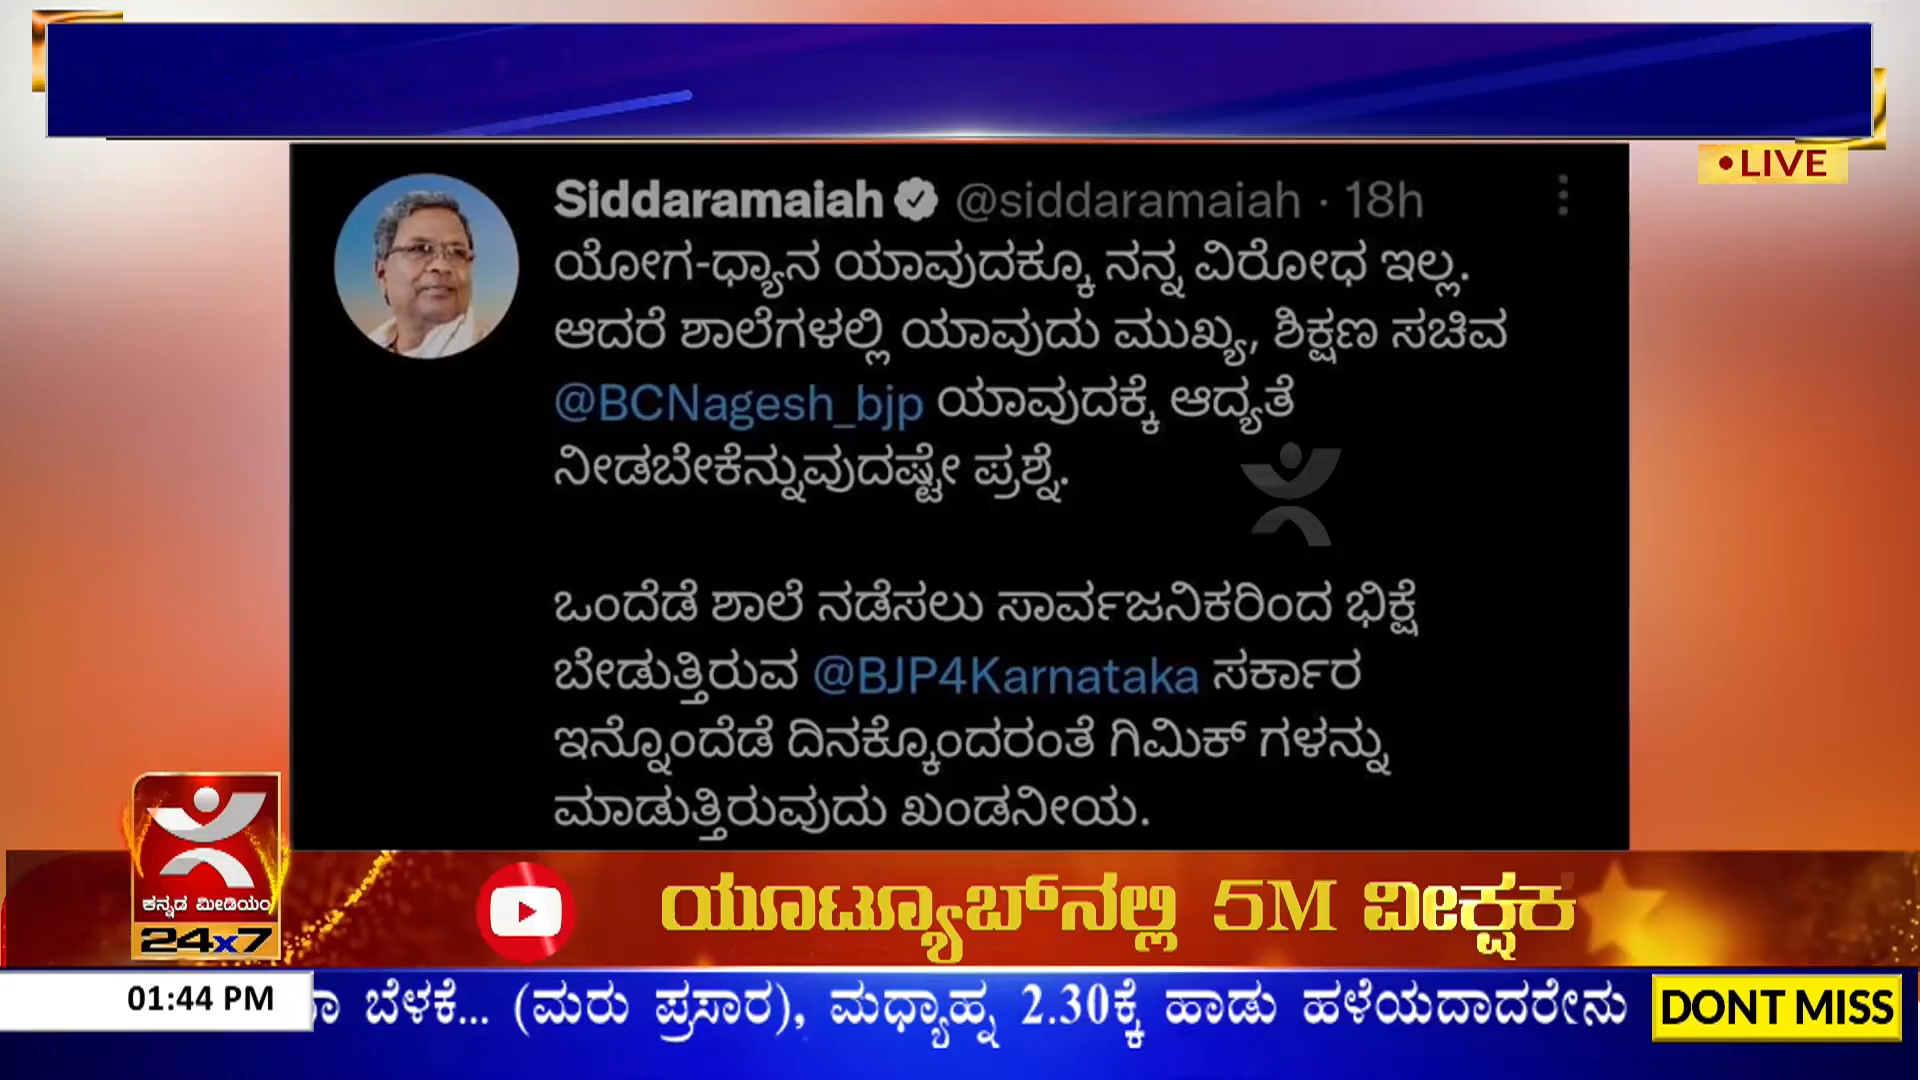 LIVE
Siddaramaiah @siddaramaiah · 18h
ಯೋಗ-ಧ್ಯಾನ ಯಾವುದಕ್ಕೂ ನನ್ನ ವಿರೋಧ ಇಲ್ಲ.
ಆದರೆ ಶಾಲೆಗಳಲ್ಲಿ ಯಾವುದು ಮುಖ್ಯ, ಶಿಕ್ಷಣ ಸಚಿವ
@BCNagesh_bjp ಯಾವುದಕ್ಕೆ ಆದ್ಯತೆ
ನೀಡಬೇಕೆನ್ನುವುದಷ್ಟೇ ಪ್ರಶ್ನೆ.
ಒಂದೆಡೆ ಶಾಲೆ ನಡೆಸಲು ಸಾರ್ವಜನಿಕರಿಂದ ಭಿಕ್ಷೆ
ಬೇಡುತ್ತಿರುವ @BJP4Karnataka ಸರ್ಕಾರ
ಇನ್ನೊಂದೆಡೆ ದಿನಕ್ಕೊಂದರಂತೆ ಗಿಮಿಕ್ ಗಳನ್ನು
ಮಾಡುತ್ತಿರುವುದು ಖಂಡನೀಯ.
ಕನ್ನಡ ಮೀಡಿಯಂ
24x7
ಯೂಟ್ಯೂಬ್‌ನಲ್ಲಿ 5M ವೀಕ್ಷಕ
01:44 PM
ಬೆಳಕೆ... (ಮರು ಪ್ರಸಾರ), ಮಧ್ಯಾಹ್ನ 2.30ಕ್ಕೆ ಹಾಡು ಹಳೆಯದಾದರೇನು
DONT MISS